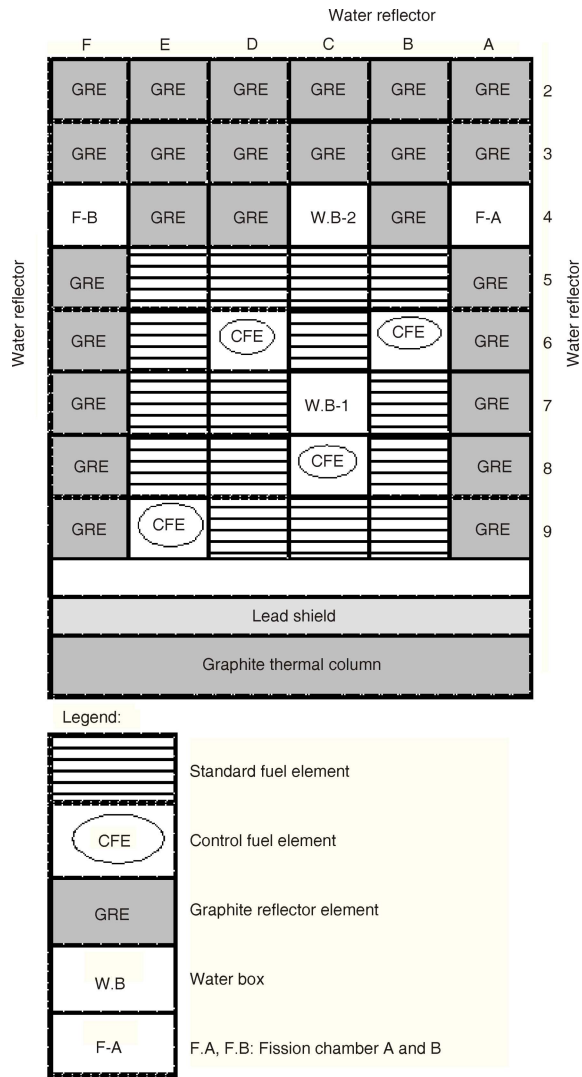 Water reflector
F E D C B A
GRE GRE GRE GRE GRE GRE 2
GRE GRE GRE GRE GRE GRE 3
F-B GRE GRE W.B-2 GRE F-A 4
GRE GRE 5
GRE CFE CFE GRE 6
GRE W.B-1 GRE 7
GRE CFE GRE 8
GRE CFE GRE 9
Water reflector
Water reflector
Lead shield
Graphite thermal column
Legend:
Standard fuel element
CFE Control fuel element
GRE Graphite reflector element
W.B Water box
F-A F.A, F.B: Fission chamber A and B